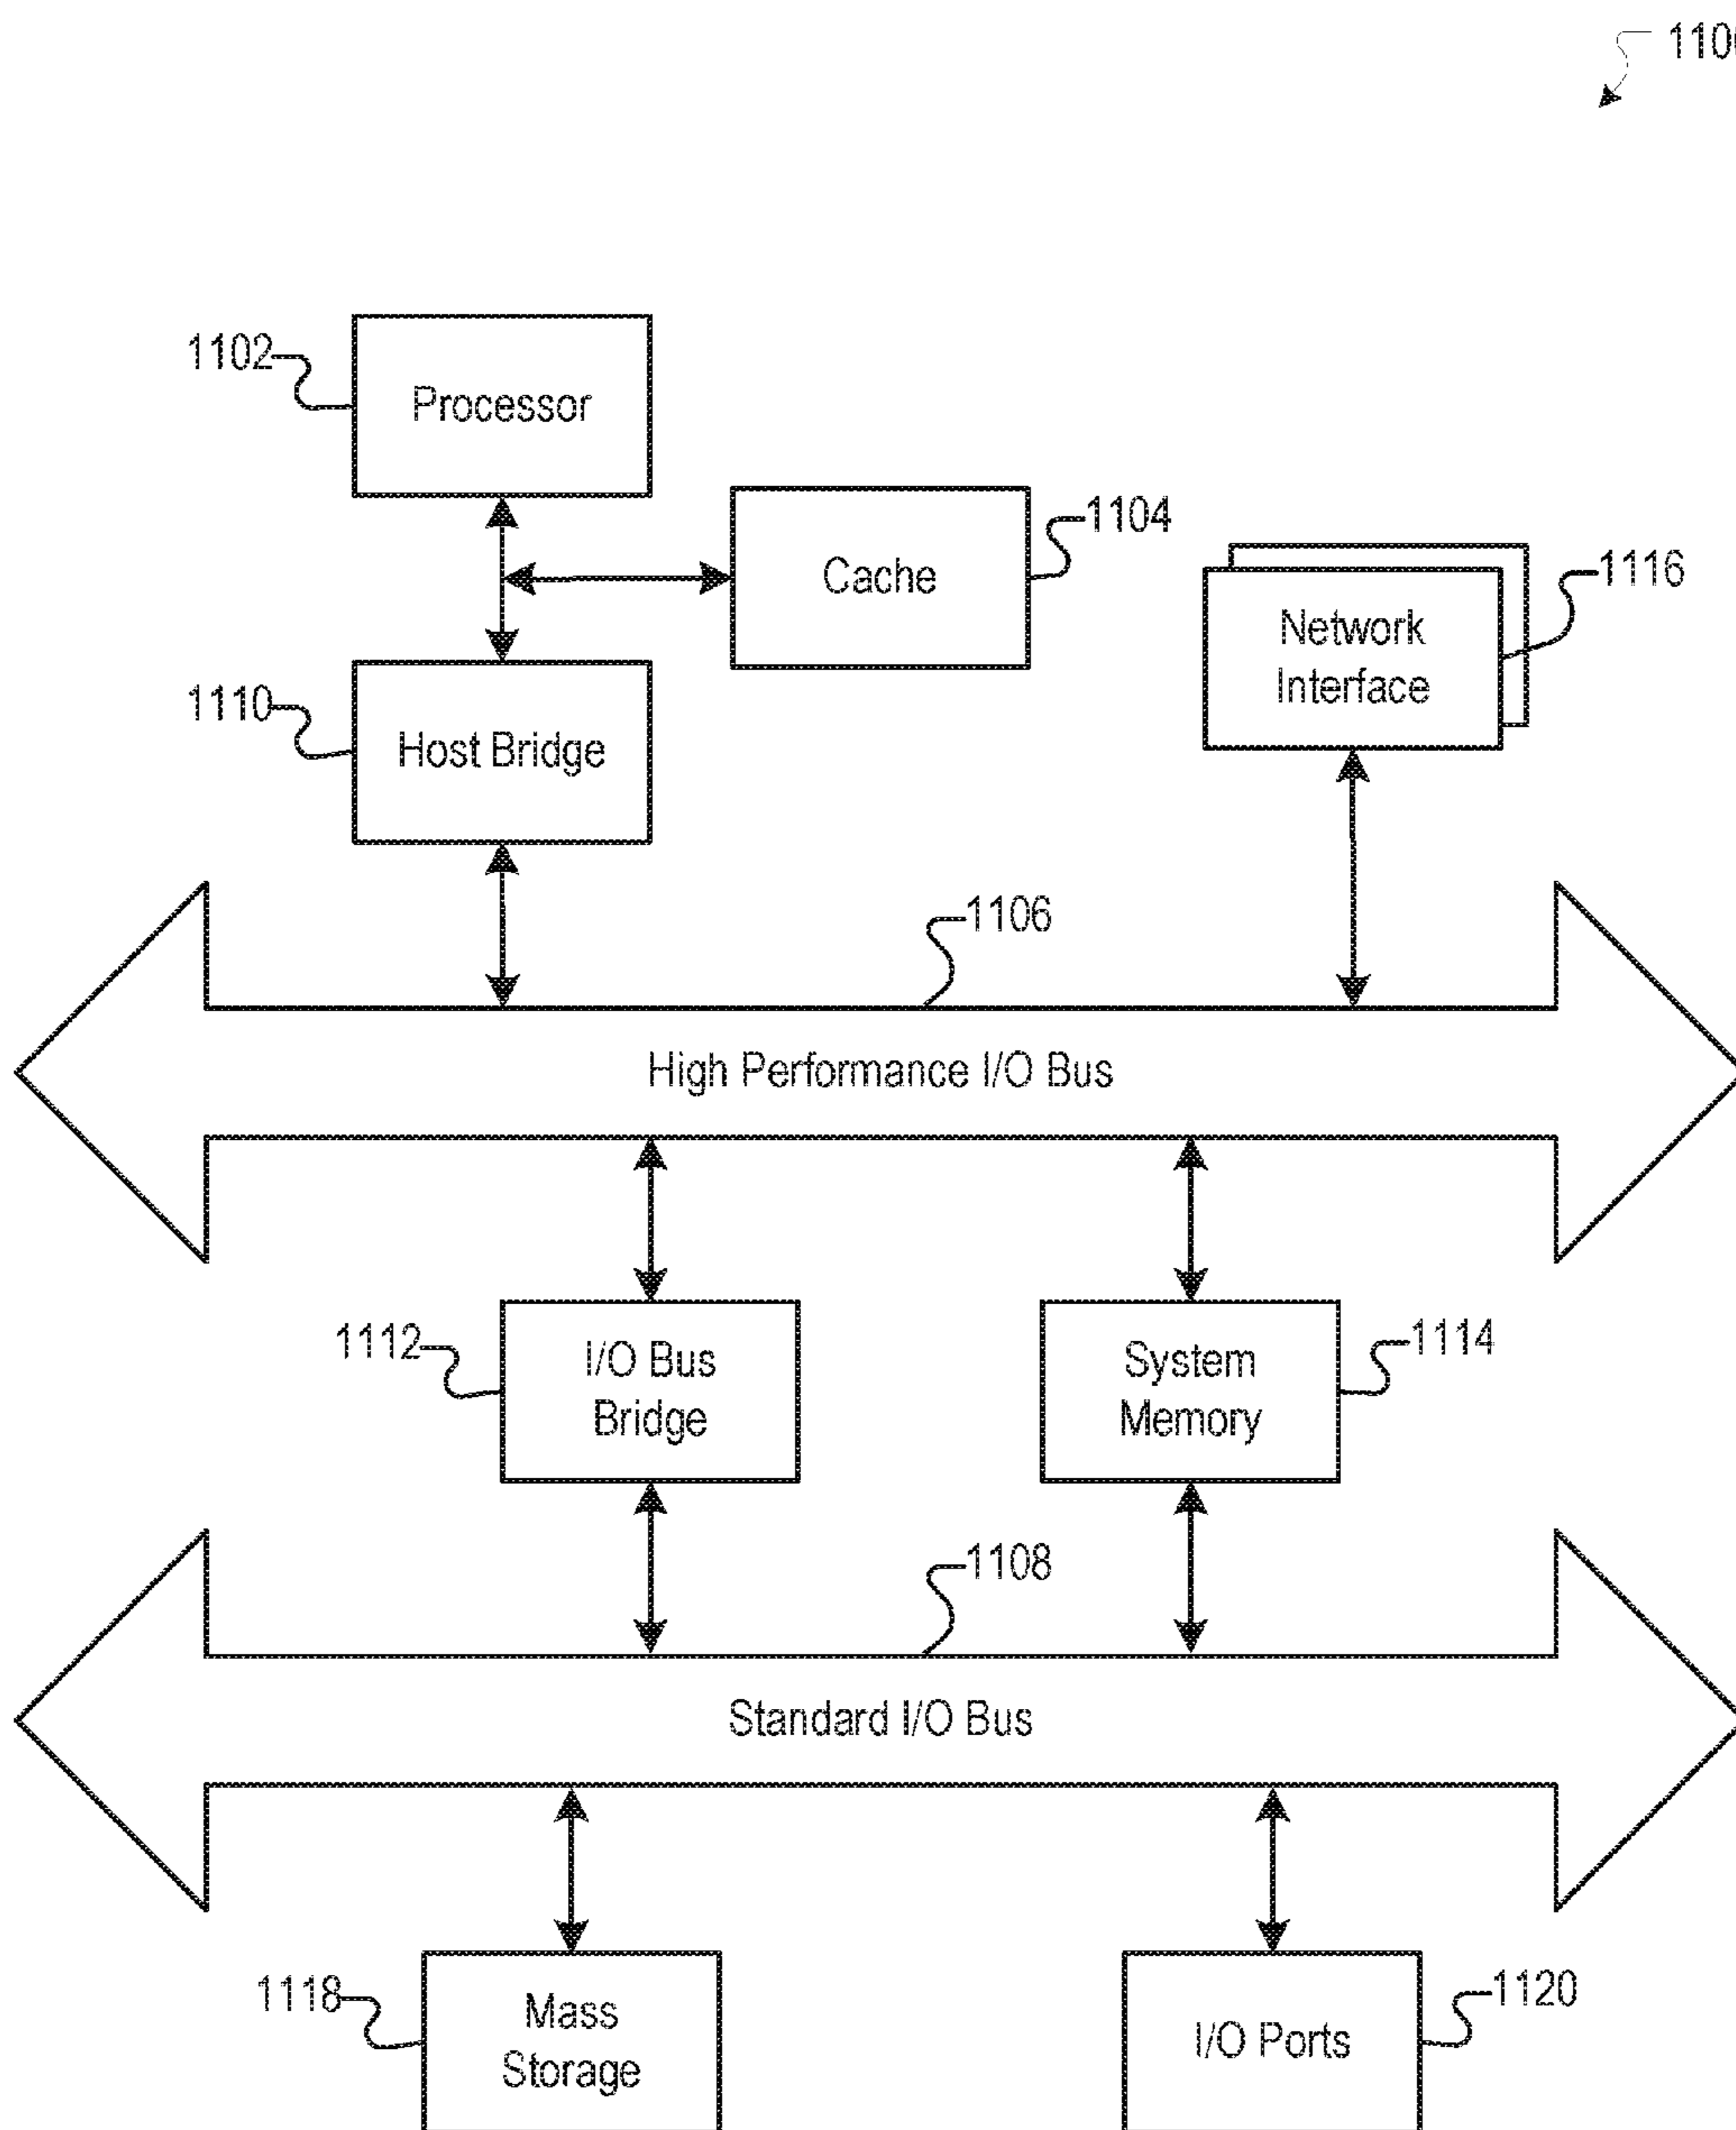 1100
1102
Processor
1104
Cache
1116
Network
Interface
1110
Host Bridge
1106
High Performance I/O Bus
1112
I/O Bus
Bridge
1114
System
Memory
1108
Standard I/O Bus
1118
Mass
Storage
1120
I/O Ports